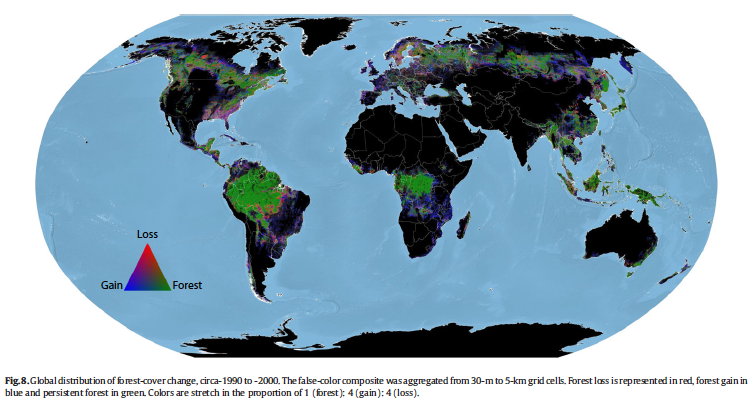 Loss
Gain
Forest
Fig.8. Global distribution of forest-cover change, circa-1990 to -2000. The false-color composite was aggregated from 30-m to 5-km grid cells. Forest loss is represented in red, forest gain in
blue and persistent forest in green. Colors are stretch in the proportion of 1 (forest): 4 (gain): 4 (loss).